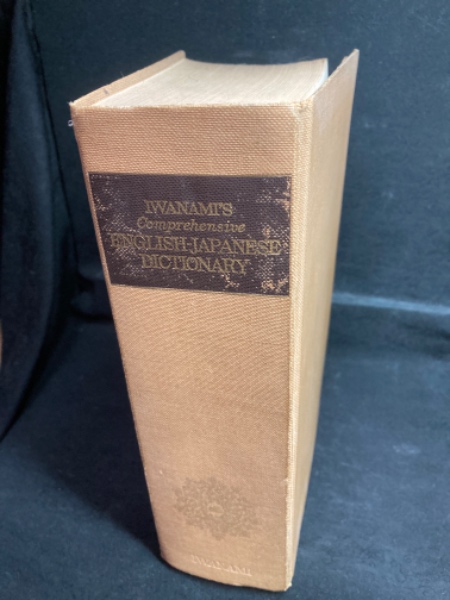 IWANAMI'S
Comprehensive
ENGLISH-JAPANESE
DICTIONARY
IWANAMI